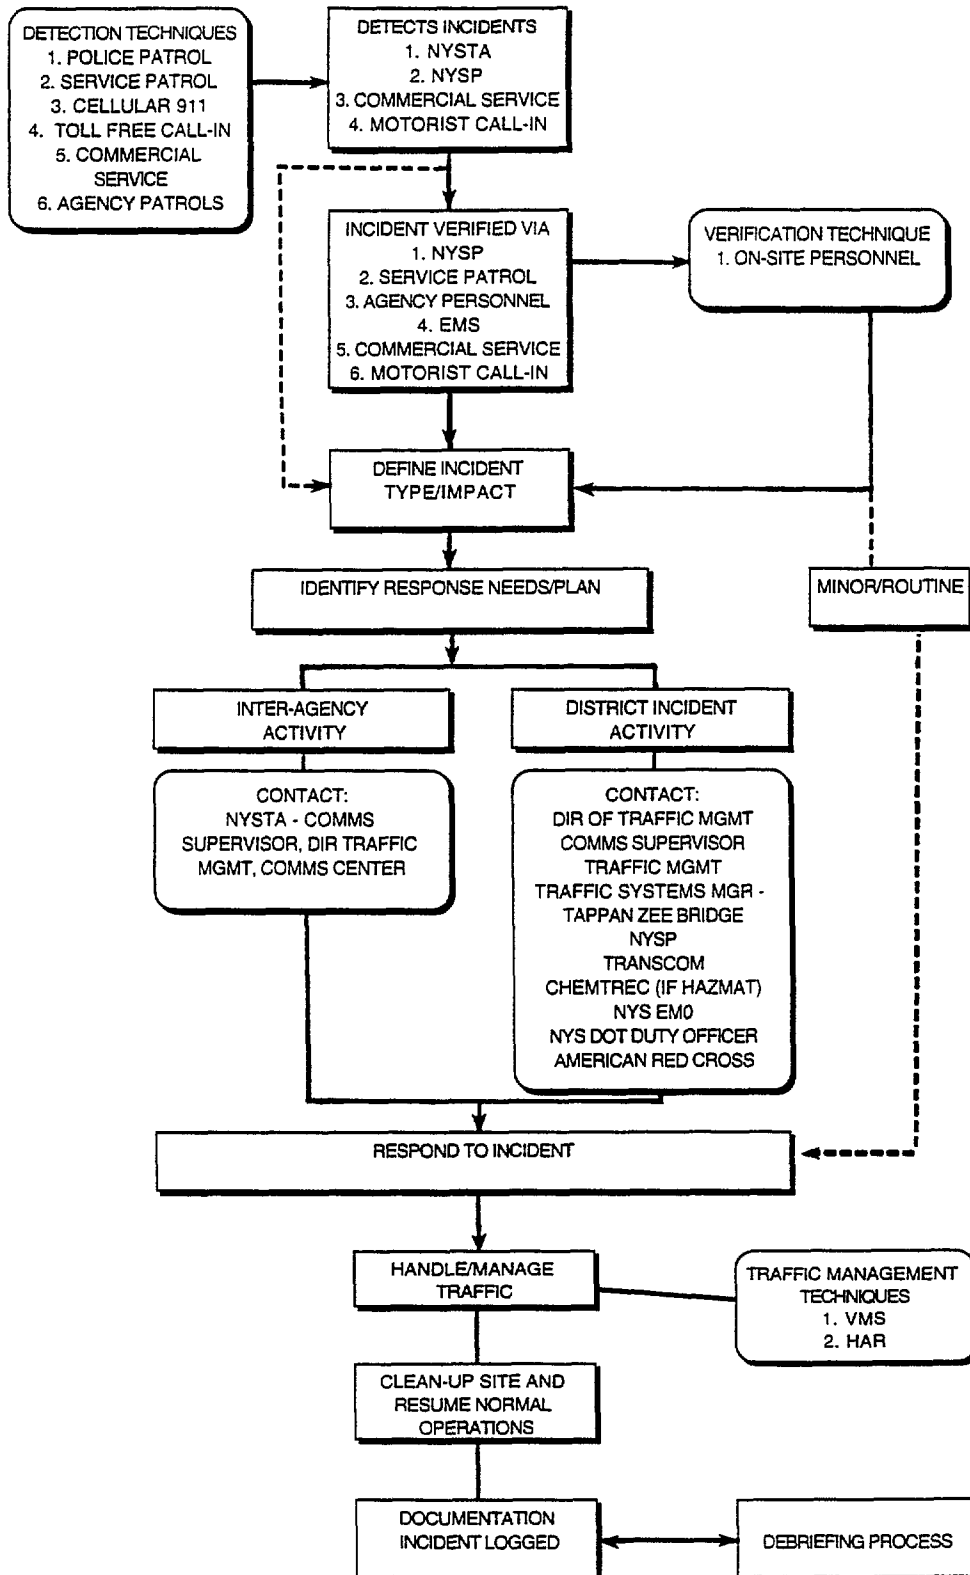 DETECTION TECHNIQUES
1. POLICE PATROL
2. SERVICE PATROL
3. CELLULAR 911
4. TOLL FREE CALL-IN
5. COMMERCIAL
SERVICE
6. AGENCY PATROLS
DETECTS INCIDENTS
1. NYSTA
2. NYSP
3. COMMERCIAL SERVICE
4. MOTORIST CALL-IN
INCIDENT VERIFIED VIA
1. NYSP
2. SERVICE PATROL
3. AGENCY PERSONNEL
4. EMS
5. COMMERCIAL SERVICE
6. MOTORIST CALL-IN
VERIFICATION TECHNIQUE
1. ON-SITE PERSONNEL
DEFINE INCIDENT
TYPE/IMPACT
IDENTIFY RESPONSE NEEDS/PLAN
MINOR/ROUTINE
INTER-AGENCY
ACTIVITY
DISTRICT INCIDENT
ACTIVITY
CONTACT:
NYSTA - COMMS
SUPERVISOR, DIR TRAFFIC
MGMT, COMMS CENTER
CONTACT:
DIR OF TRAFFIC MGMT
COMMS SUPERVISOR
TRAFFIC MGMT
TRAFFIC SYSTEMS MGR -
TAPPAN ZEE BRIDGE
NYSP
TRANSCOM
CHEMTREC (IF HAZMAT)
NYS EM0
NYS DOT DUTY OFFICER
AMERICAN RED CROSS
RESPOND TO INCIDENT
HANDLE/MANAGE
TRAFFIC
TRAFFIC MANAGEMENT
TECHNIQUES
1. VMS
2. HAR
CLEAN-UP SITE AND
RESUME NORMAL
OPERATIONS
DOCUMENTATION
INCIDENT LOGGED
DEBRIEFING PROCESS